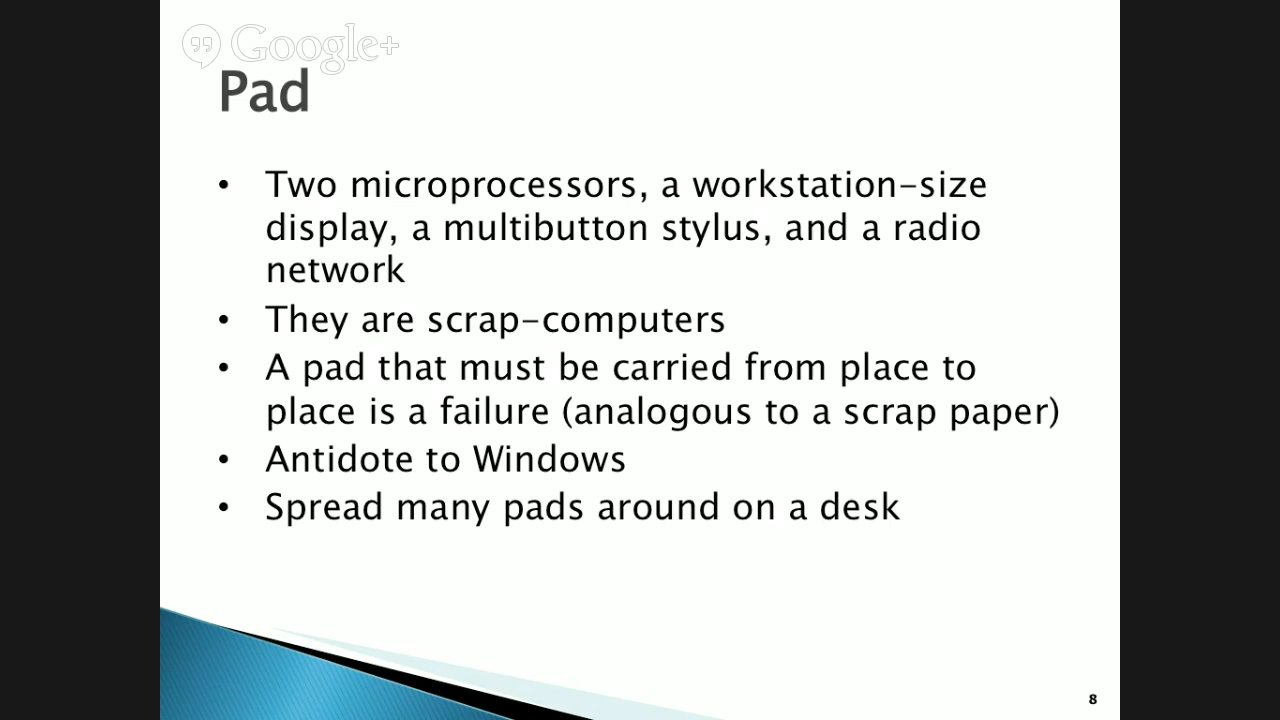 Google+
Pad
• Two microprocessors, a workstation-size
display, a multibutton stylus, and a radio
network
• They are scrap-computers
• A pad that must be carried from place to
place is a failure (analogous to a scrap paper)
• Antidote to Windows
• Spread many pads around on a desk
8